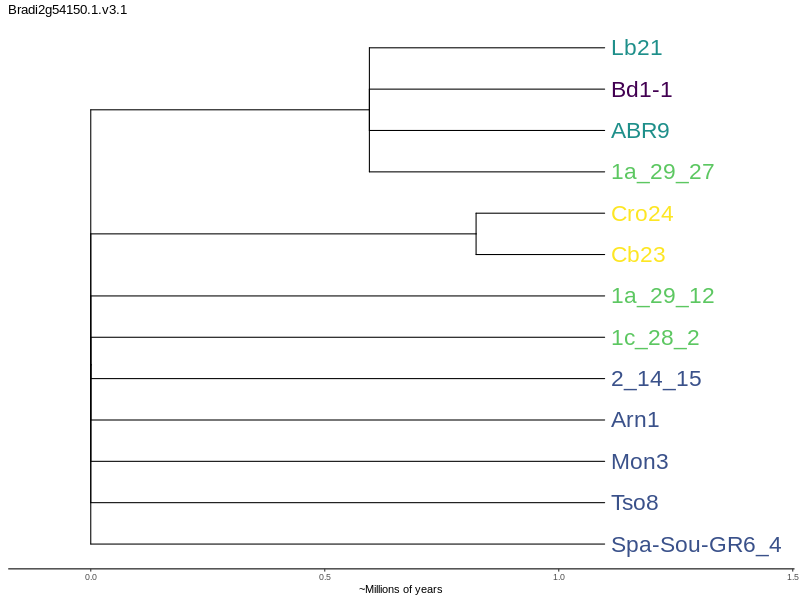 Bradi2g54150.1.v3.1
Lb21
Bd1-1
ABR9
1a_29_27
Cro24
Cb23
1a_29_12
1c_28_2
2_14_15
Arn1
Mon3
Tso8
Spa-Sou-GR6_4
0.0 0.5 1.0 1.5
~Millions of years